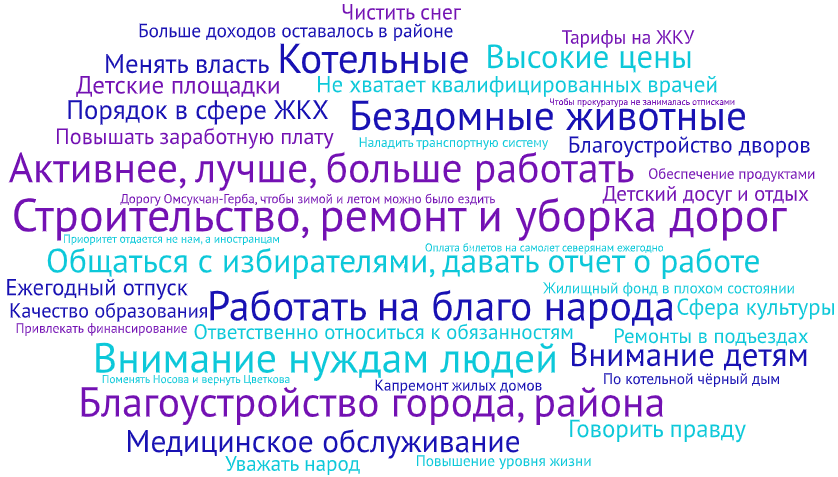 Чистить снег
Больше доходов оставалось в районе
Тарифы на ЖКУ
Менять власть
Котельные
Высокие цены
Детские площадки
Не хватает квалифицированных врачей
Порядок в сфере ЖКХ
Бездомные животные
Чтобы прокуратура не занималась отписками
Повышать заработную плату
Наладить транспортную систему
Благоустройство дворов
Активнее, лучше, больше работать
Обеспечение продуктами
Дорогу Омсукчан-Герба, чтобы зимой и летом можно было ездить
Детский досуг и отдых
Строительство, ремонт и уборка дорог
Приоритет отдается не нам, а иностранцам
Оплата билетов на самолет северянам ежегодно
Общаться с избирателями, давать отчет о работе
Ежегодный отпуск
Жилищный фонд в плохом состоянии
Качество образования
Работать на благо народа
Сфера культуры
Привлекать финансирование
Ответственно относиться к обязанностям
Ремонты в подъездах
Внимание нуждам людей
Внимание детям
Поменять Носова и вернуть Цветкова
Капремонт жилых домов
По котельной чёрный дым
Благоустройство города, района
Медицинское обслуживание
Говорить правду
Уважать народ
Повышение уровня жизни